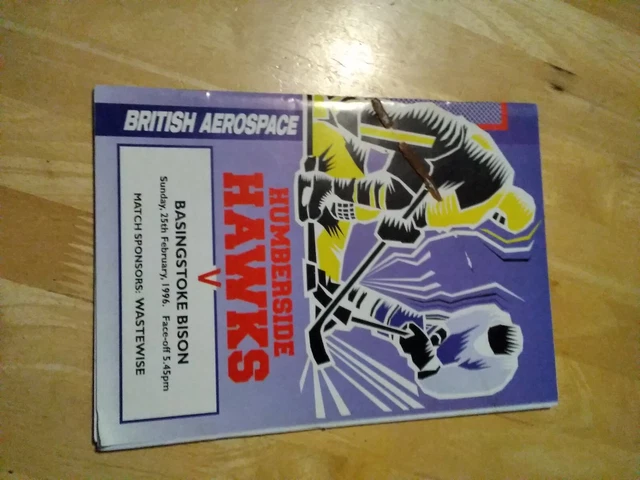 HUMBERSIDE
HAWKS
V
BASINGSTOKE BISON
Sunday, 25th February, 1996. Face-off 5.45pm
MATCH SPONSORS: WASTEWISE
BRITISH AEROSPACE